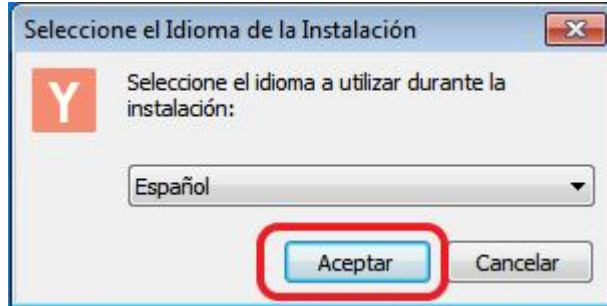 Seleccione el Idioma de la Instalación
Y
Seleccione el idioma a utilizar durante la
instalación:
Español
Aceptar
Cancelar